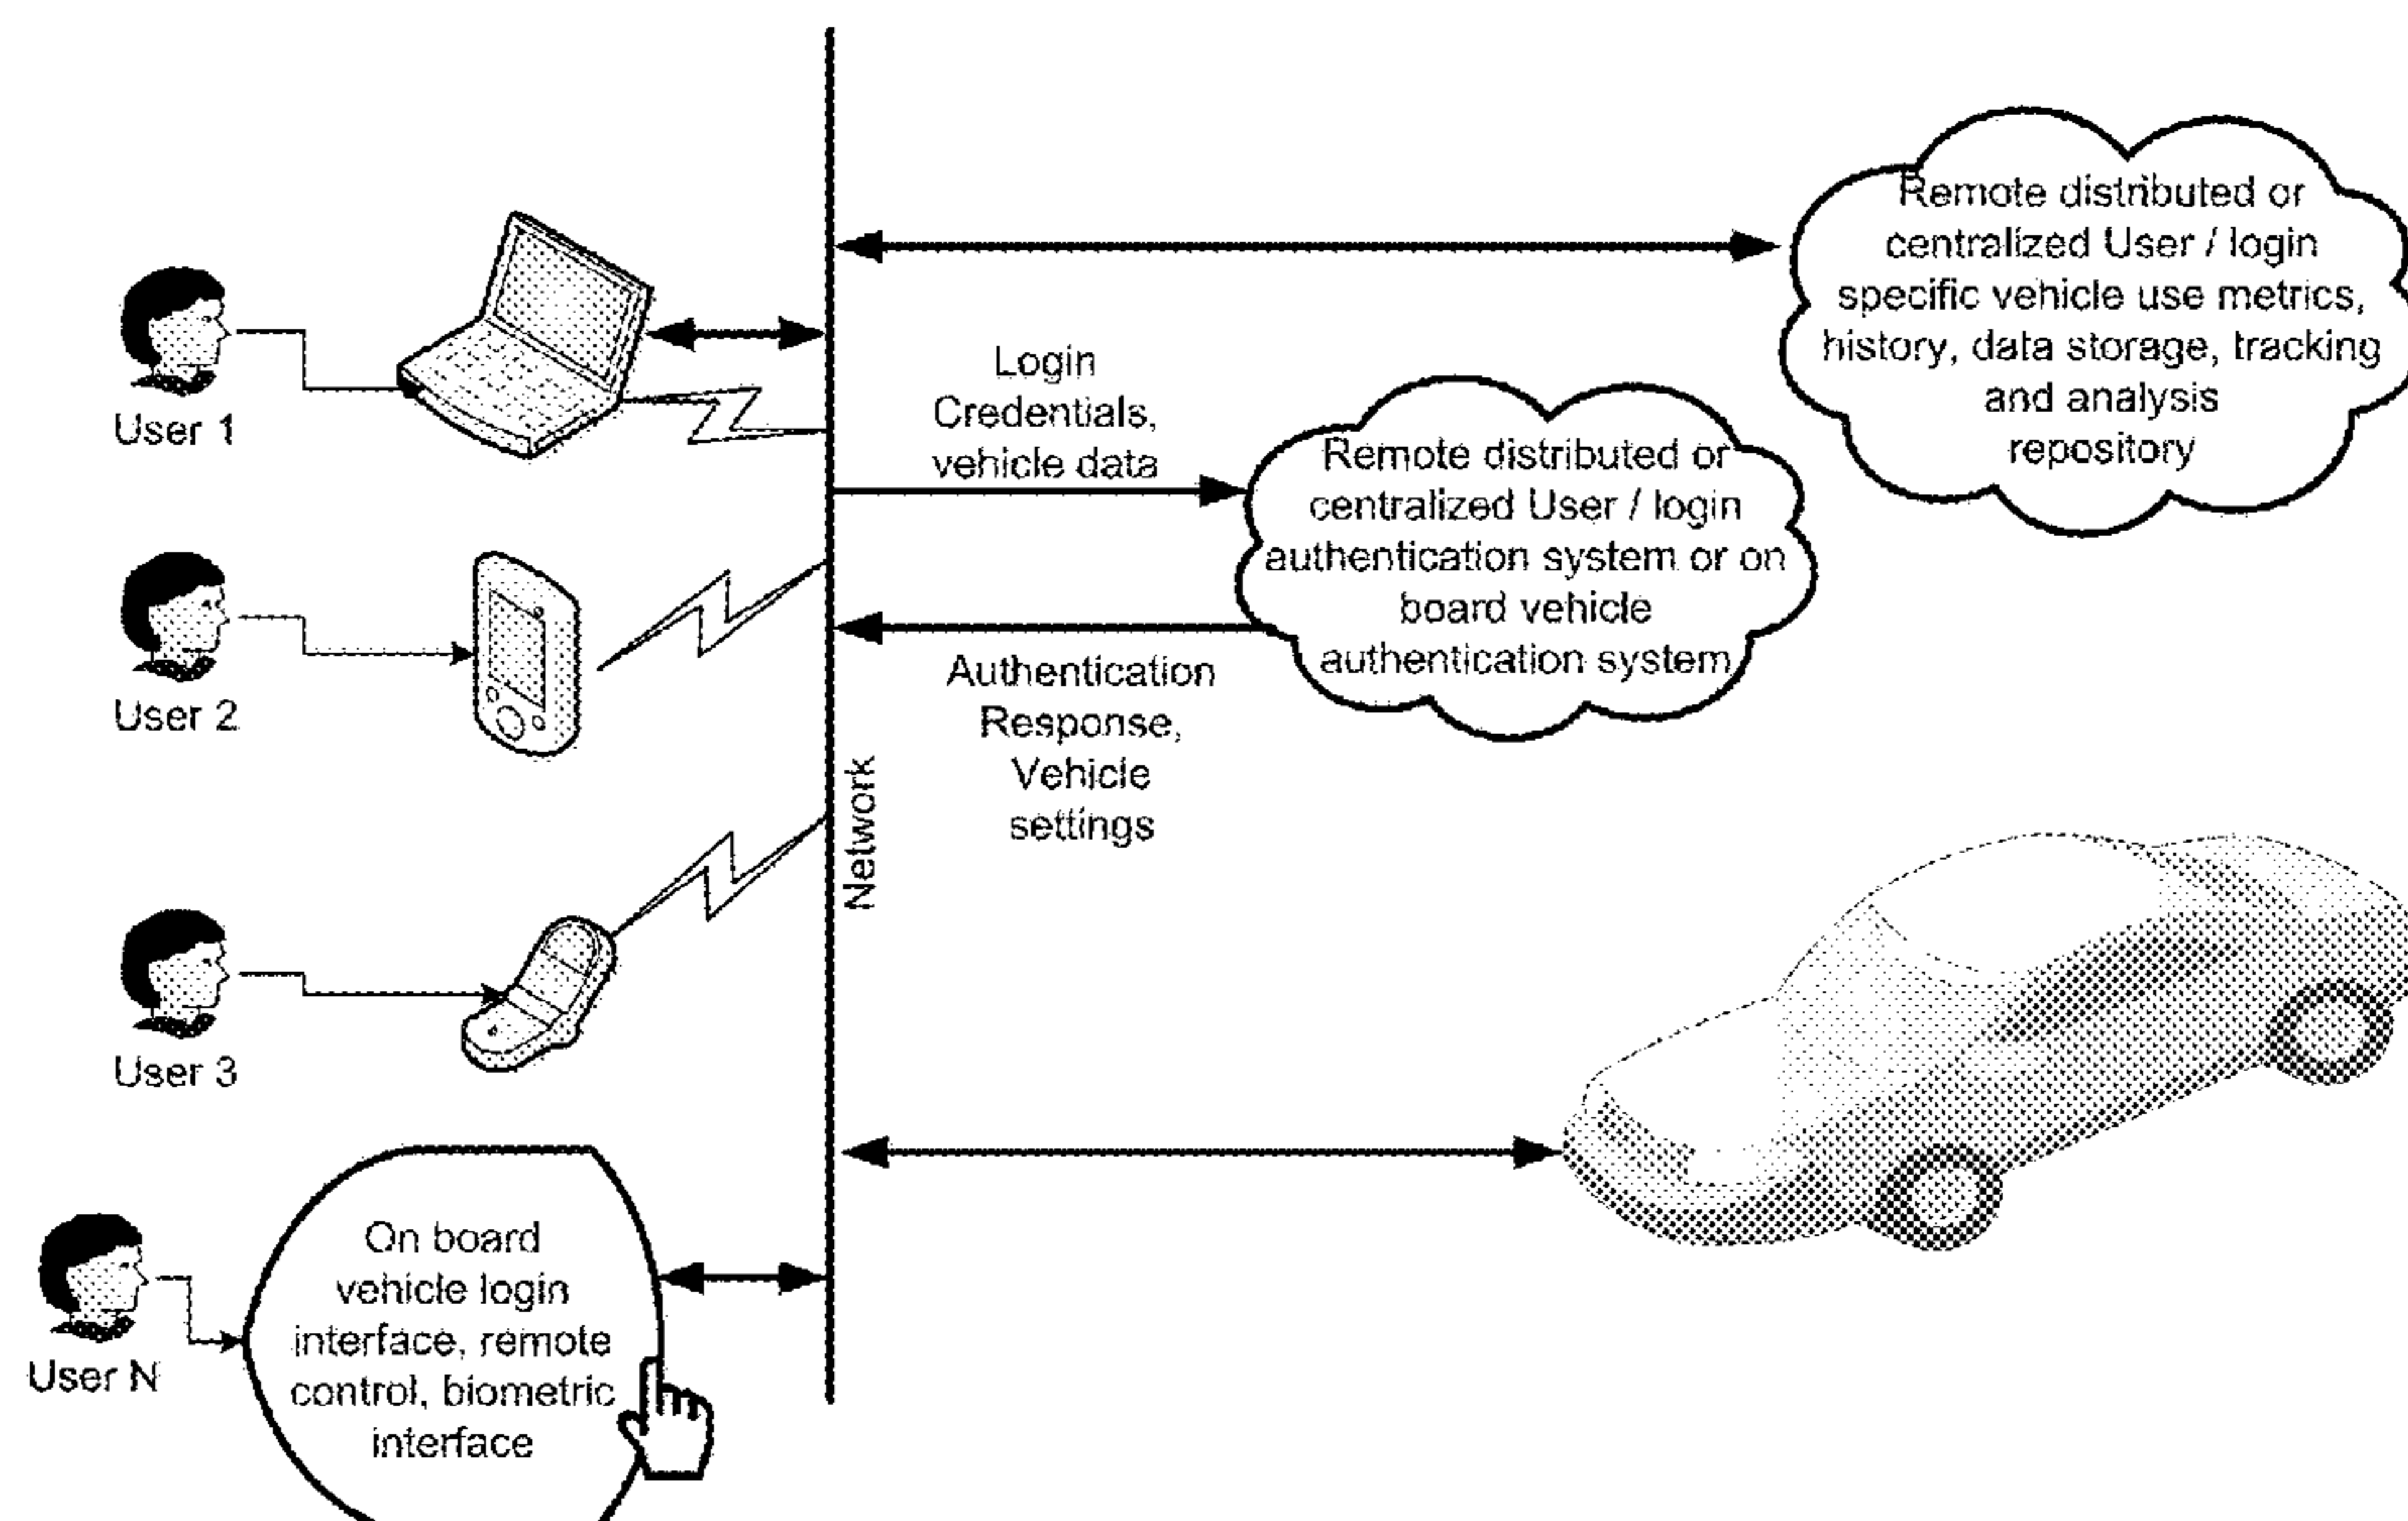 Remote distributed or
centralized User / login
specific vehicle use metrics,
history, data storage, tracking
and analysis
repository
User 1
Login
Credentials,
vehicle data
Remote distributed or
centralized User / login
authentication system or on
board vehicle
authentication system
User 2
Authentication
Response,
Vehicle
settings
Network
User 3
User N
On board
vehicle login
interface, remote
control, biometric
interface